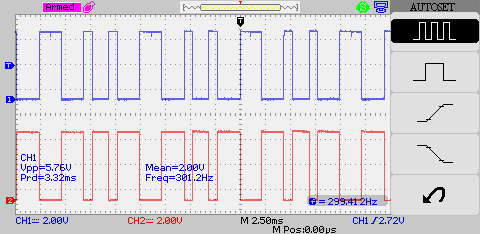 Armed
T
S
AUTOSET
T
1
CH1
Vpp=5.76V
Mean=2.00V
Prd=3.32ms
Freq=301.2Hz
2
f = 299.412Hz
CH1 2.00V
CH2 2.00V
M 2.50ms
CH1 /2.72V
M Pos:0.00µs